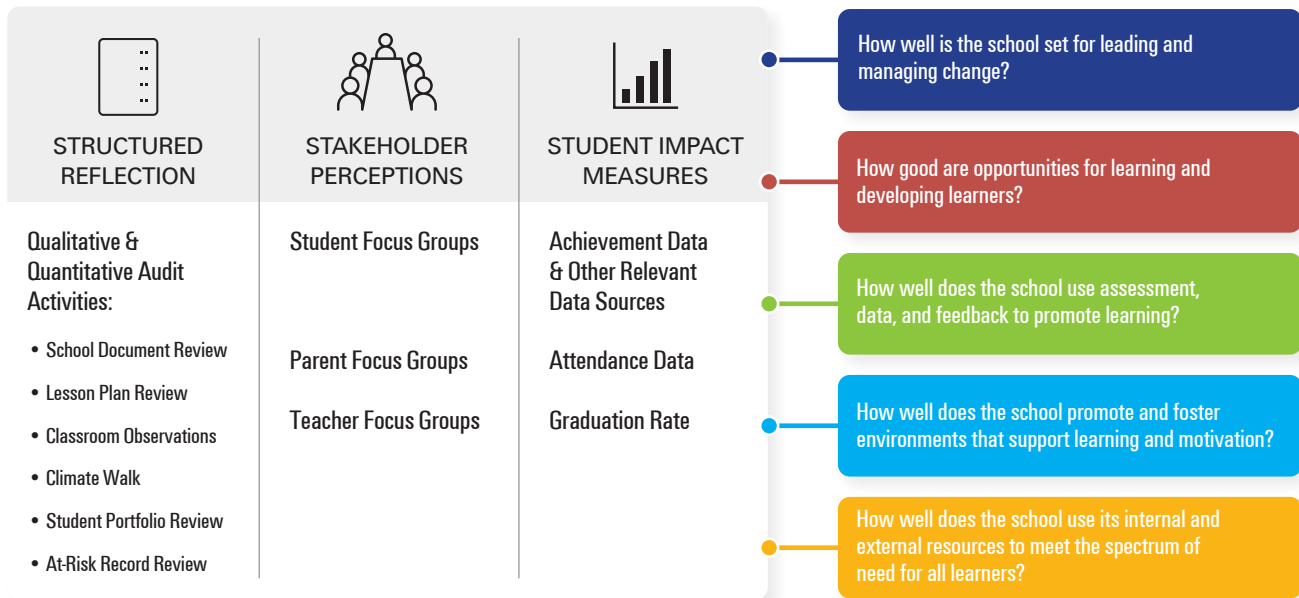 STRUCTURED
REFLECTION
Qualitative &
Quantitative Audit
Activities:
• School Document Review
• Lesson Plan Review
• Classroom Observations
• Climate Walk
• Student Portfolio Review
• At-Risk Record Review
STAKEHOLDER
PERCEPTIONS
Student Focus Groups
Parent Focus Groups
Teacher Focus Groups
STUDENT IMPACT
MEASURES
Achievement Data
& Other Relevant
Data Sources
Attendance Data
Graduation Rate
How well is the school set for leading and
managing change?
How good are opportunities for learning and
developing learners?
How well does the school use assessment,
data, and feedback to promote learning?
How well does the school promote and foster
environments that support learning and motivation?
How well does the school use its internal and
external resources to meet the spectrum of
need for all learners?